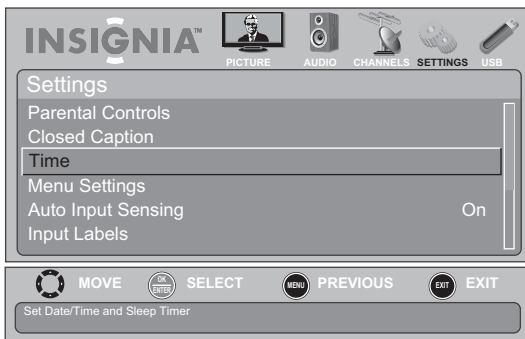 INSIGNIA™
PICTURE AUDIO CHANNELS SETTINGS USB
Settings
Parental Controls
Closed Caption
Time
Menu Settings
Auto Input Sensing On
Input Labels
MOVE OK ENTER SELECT MENU PREVIOUS EXIT EXIT
Set Date/Time and Sleep Timer